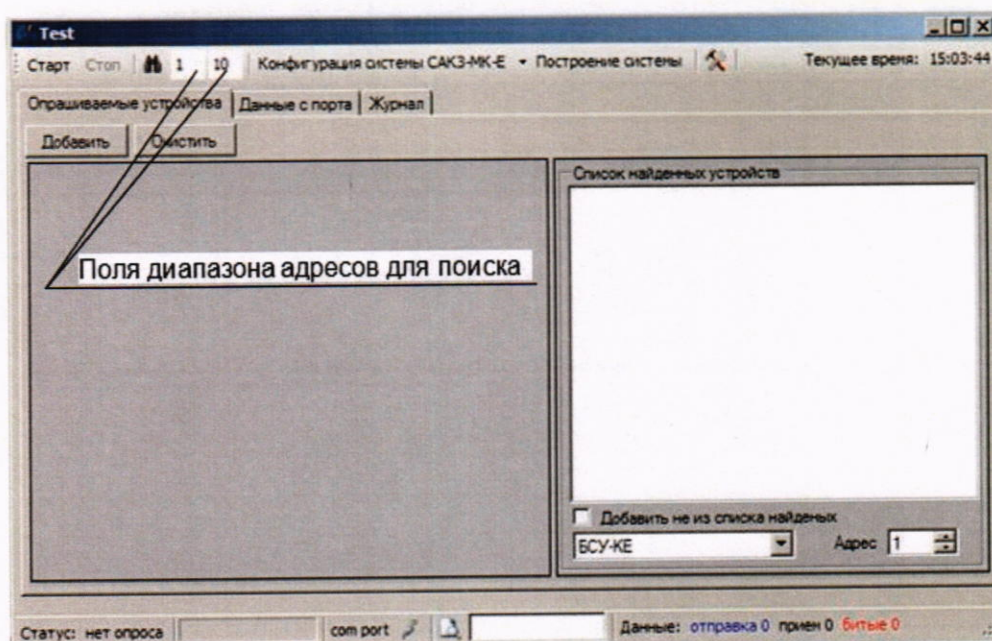 Test
Старт Стоп 1 10 Конфигурация системы САКЗ-МК-Е Построение системы Текущее время: 15:03:44
Опрашиваемые устройства Данные с порта Журнал
Добавить Очистить
Список найденных устройств
Поля диапазона адресов для поиска
Добавить не из списка найденых
БСУ-КЕ Адрес 1
Статус: нет опроса com port Данные: отправка 0 прием 0 битые 0